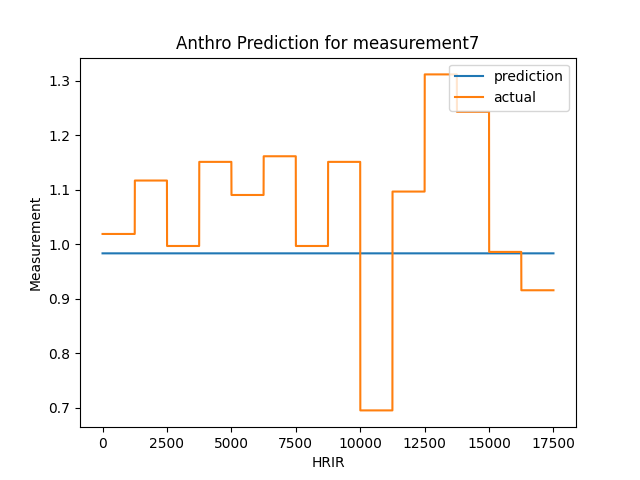 Anthro Prediction for measurement7
prediction
actual
Measurement
1.3
1.2
1.1
1.0
0.9
0.8
0.7
0 2500 5000 7500 10000 12500 15000 17500
HRIR